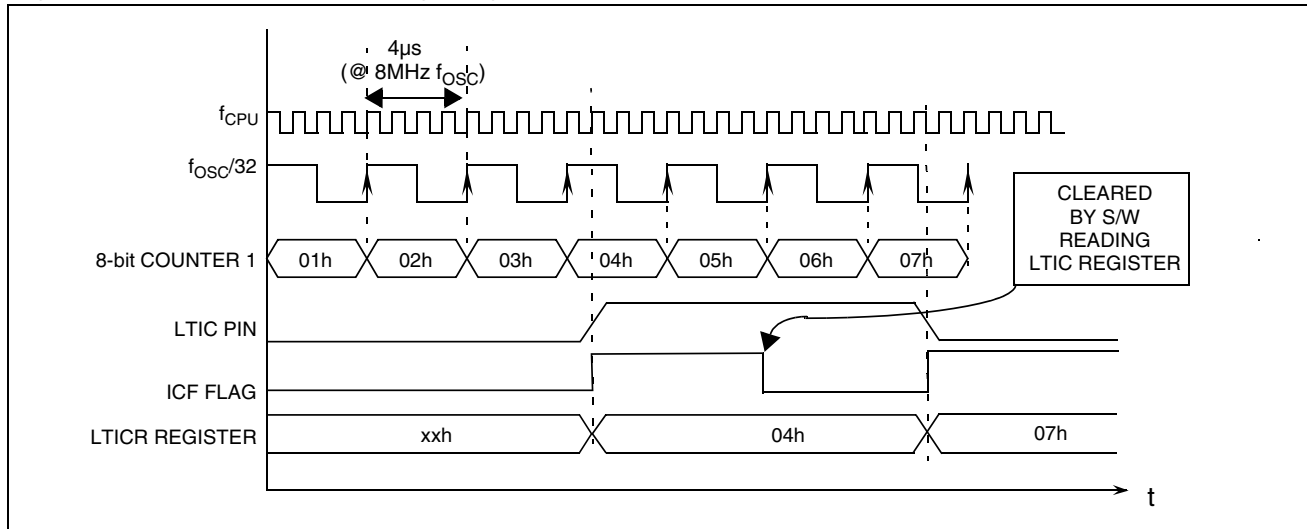 4µs
(@ 8MHz fOSC)
fCPU
fOSC/32
CLEARED
BY S/W
READING
LTIC REGISTER
8-bit COUNTER 1
01h
02h
03h
04h
05h
06h
07h
LTIC PIN
ICF FLAG
LTICR REGISTER
xxh
04h
07h
t